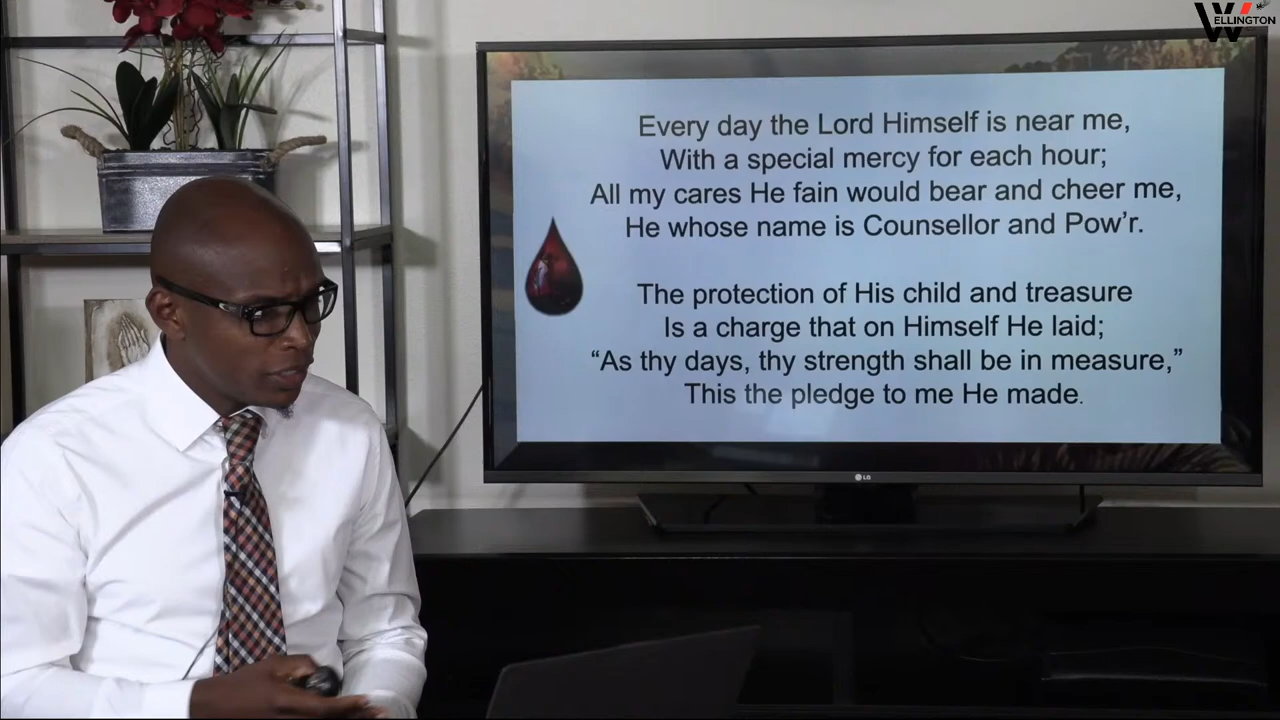 WELLINGTON
Every day the Lord Himself is near me,
With a special mercy for each hour;
All my cares He fain would bear and cheer me,
He whose name is Counsellor and Pow’r.
The protection of His child and treasure
Is a charge that on Himself He laid;
“As thy days, thy strength shall be in measure,”
This the pledge to me He made.
LG